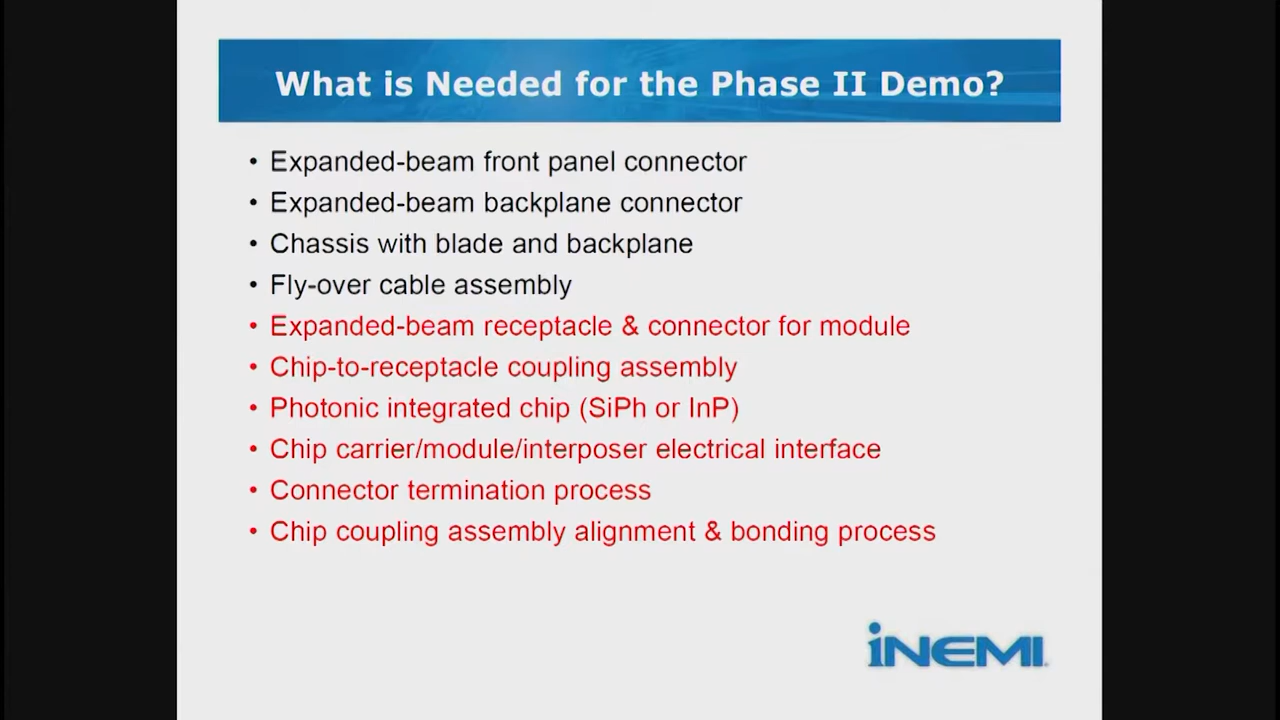 What is Needed for the Phase II Demo?
• Expanded-beam front panel connector
• Expanded-beam backplane connector
• Chassis with blade and backplane
• Fly-over cable assembly
• Expanded-beam receptacle & connector for module
• Chip-to-receptacle coupling assembly
• Photonic integrated chip (SiPh or InP)
• Chip carrier/module/interposer electrical interface
• Connector termination process
• Chip coupling assembly alignment & bonding process
iNEMI